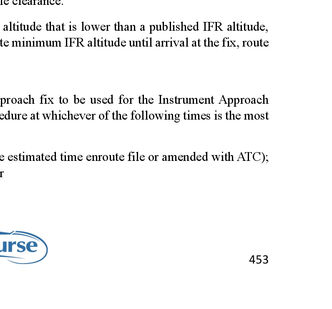 le clearance.
altitude that is lower than a published IFR altitude,
te minimum IFR altitude until arrival at the fix, route
proach fix to be used for the Instrument Approach
edure at whichever of the following times is the most
e estimated time enroute file or amended with ATC);
r
urse
453